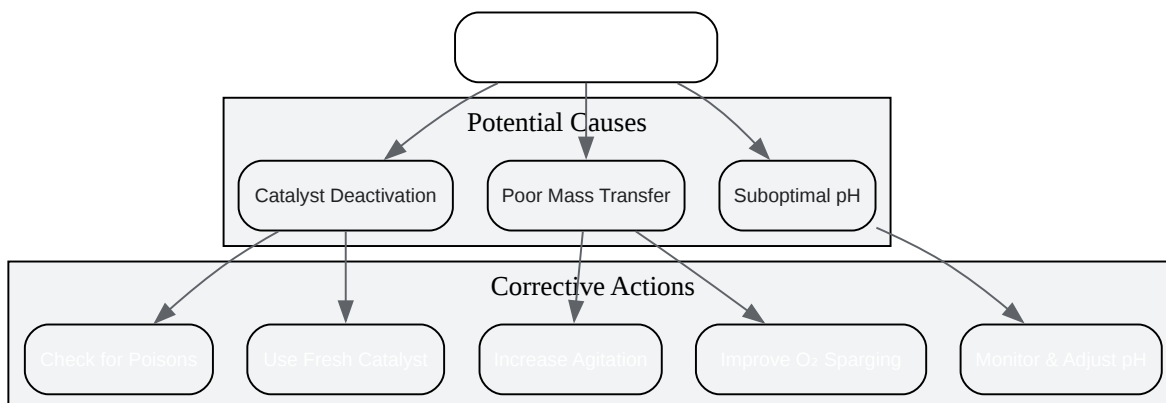 Potential Causes
Catalyst Deactivation
Poor Mass Transfer
Suboptimal pH
Corrective Actions
Check for Poisons
Use Fresh Catalyst
Increase Agitation
Improve O₂ Sparging
Monitor & Adjust pH